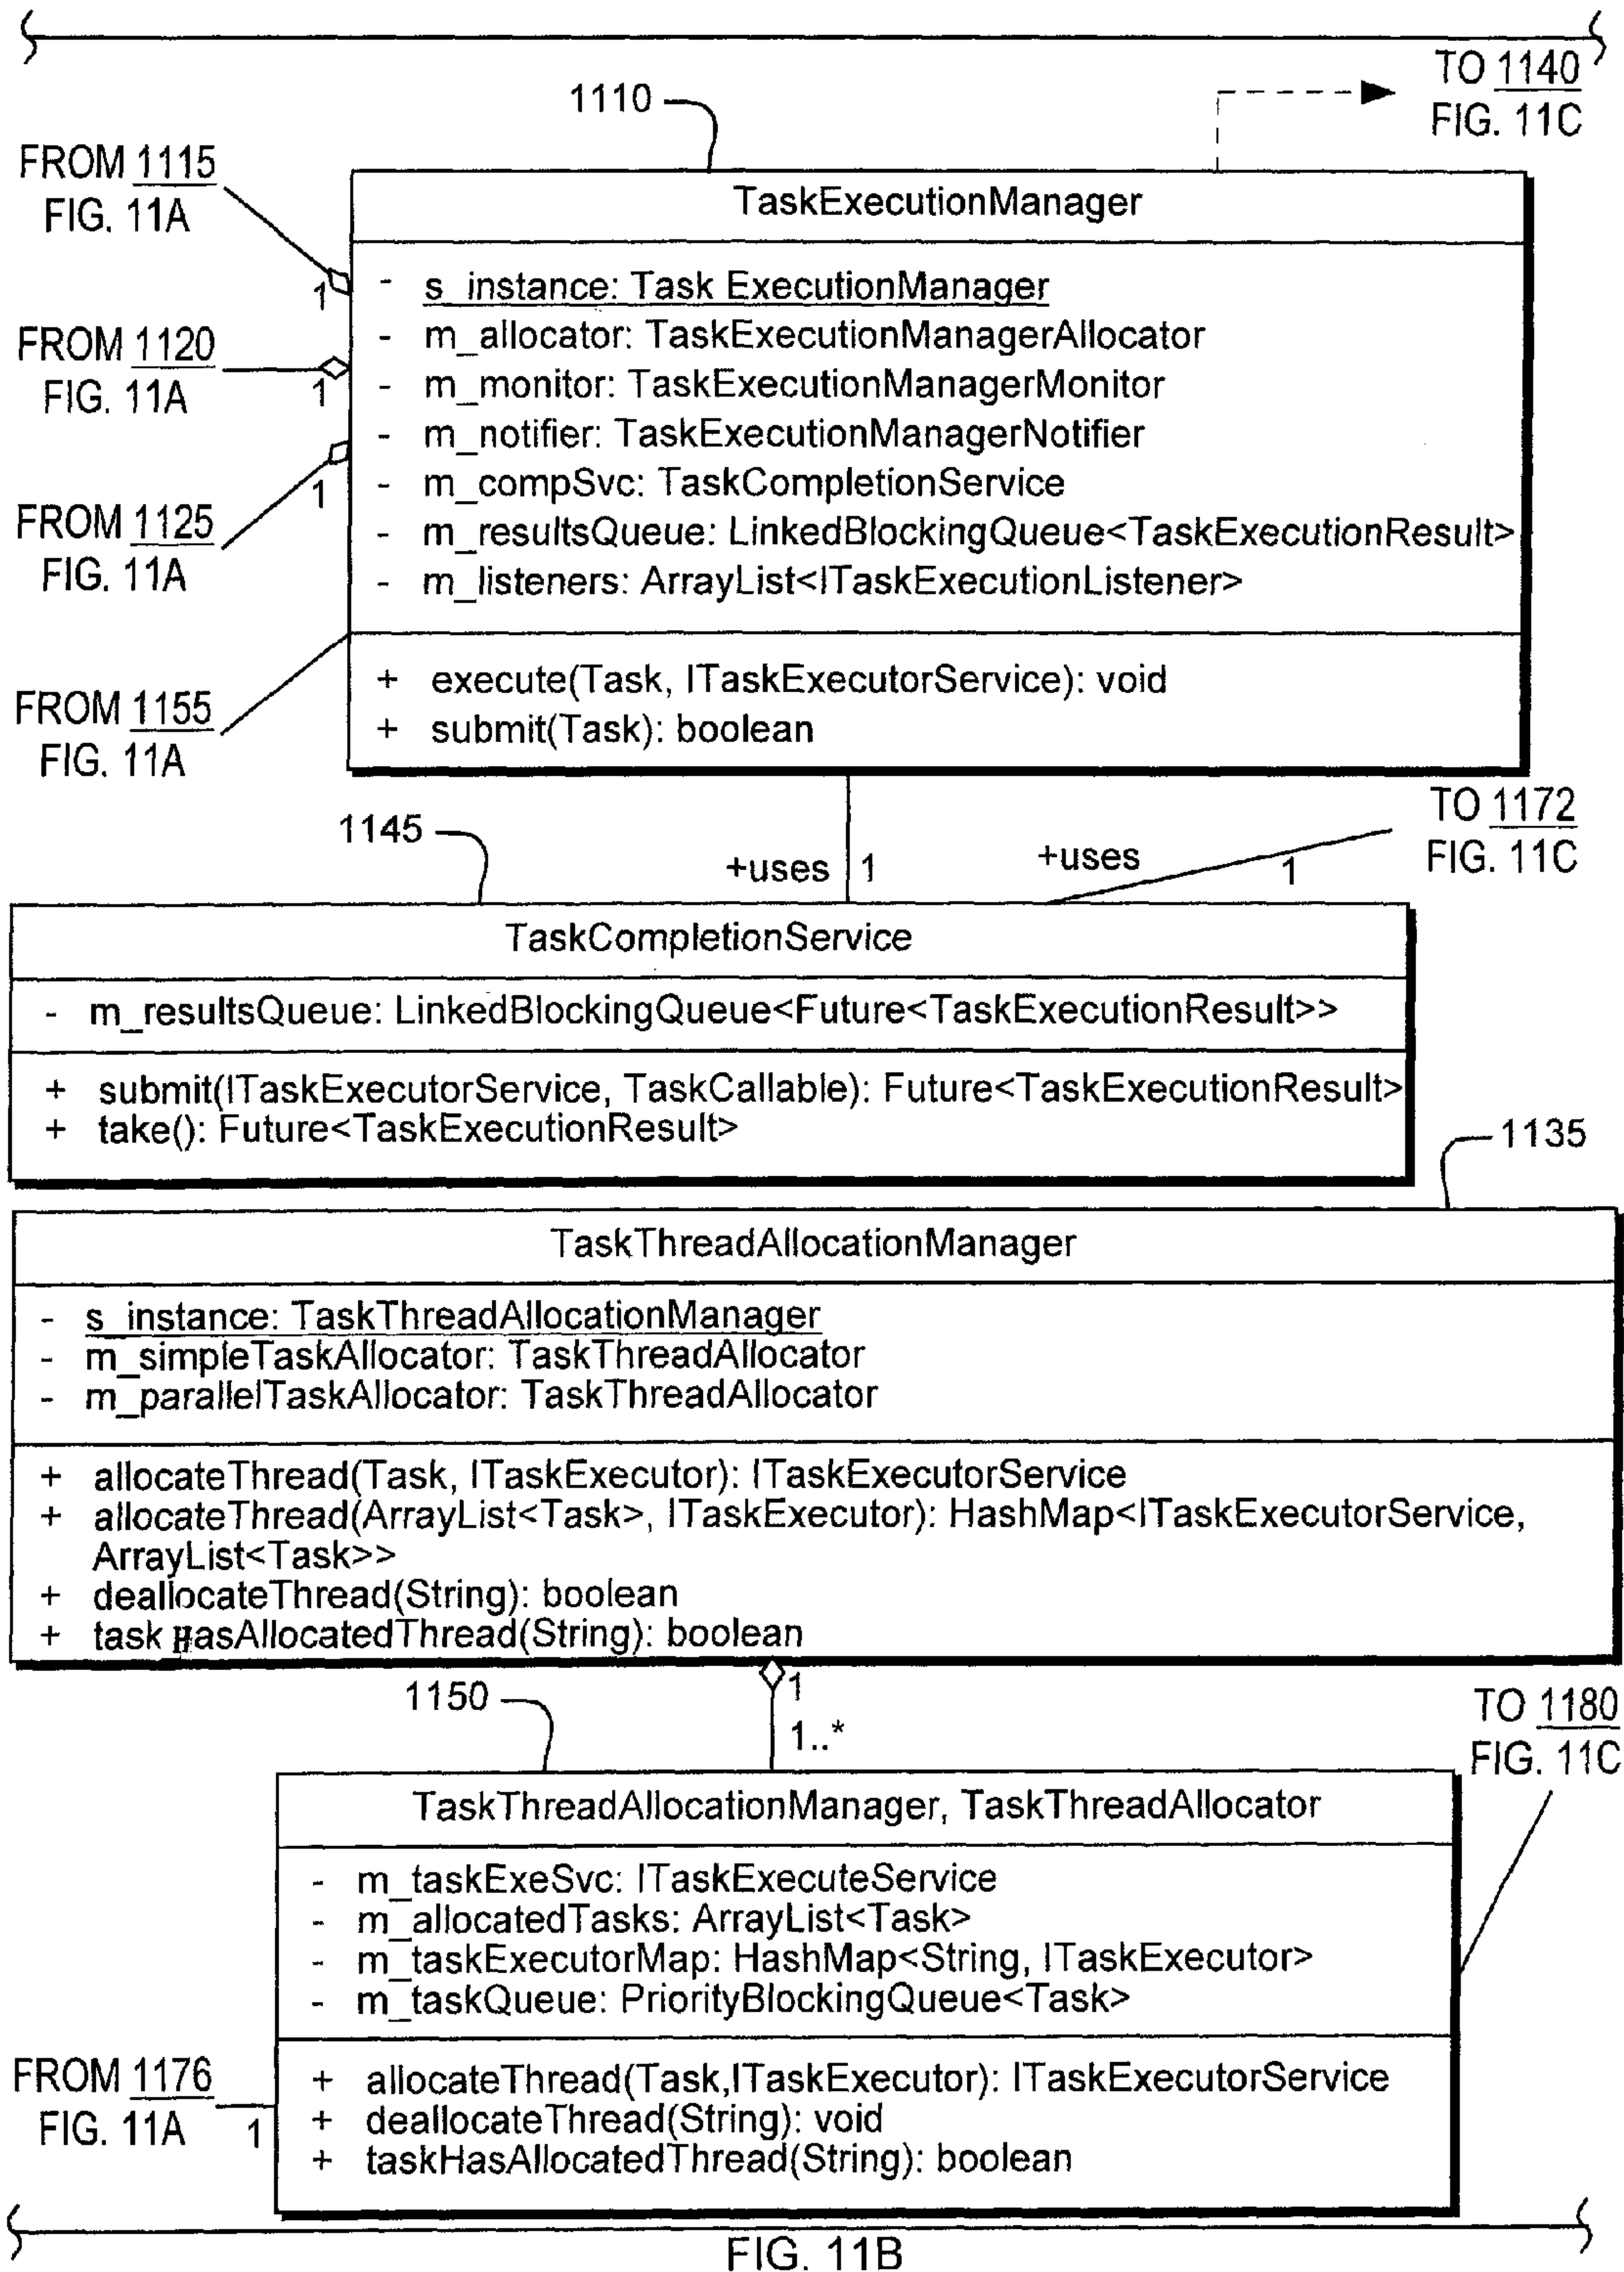 TO 1140
FIG. 11C
1110
FROM 1115
FIG. 11A
TaskExecutionManager
1
- s_instance: Task ExecutionManager
- m_allocator: TaskExecutionManagerAllocator
FROM 1120
FIG. 11A
1
- m_monitor: TaskExecutionManagerMonitor
- m_notifier: TaskExecutionManagerNotifier
1
- m_compSvc: TaskCompletionService
FROM 1125
FIG. 11A
- m_resultsQueue: LinkedBlockingQueue<TaskExecutionResult>
- m_listeners: ArrayList<ITaskExecutionListener>
FROM 1155
FIG. 11A
+ execute(Task, ITaskExecutorService): void
+ submit(Task): boolean
TO 1172
FIG. 11C
1145
+uses 1
+uses
1
TaskCompletionService
- m_resultsQueue: LinkedBlockingQueue<Future<TaskExecutionResult>>
+ submit(ITaskExecutorService, TaskCallable): Future<TaskExecutionResult>
+ take(): Future<TaskExecutionResult>
1135
TaskThreadAllocationManager
- s_instance: TaskThreadAllocationManager
- m_simpleTaskAllocator: TaskThreadAllocator
- m_parallelTaskAllocator: TaskThreadAllocator
+ allocateThread(Task, ITaskExecutor): ITaskExecutorService
+ allocateThread(ArrayList<Task>, ITaskExecutor): HashMap<ITaskExecutorService,
ArrayList<Task>>
+ deallocateThread(String): boolean
+ task HasAllocatedThread(String): boolean
1
1..*
1150
TO 1180
FIG. 11C
TaskThreadAllocationManager, TaskThreadAllocator
- m_taskExeSvc: ITaskExecuteService
- m_allocatedTasks: ArrayList<Task>
- m_taskExecutorMap: HashMap<String, ITaskExecutor>
- m_taskQueue: PriorityBlockingQueue<Task>
FROM 1176
FIG. 11A
1
+ allocateThread(Task,ITaskExecutor): ITaskExecutorService
+ deallocateThread(String): void
+ taskHasAllocatedThread(String): boolean
FIG. 11B